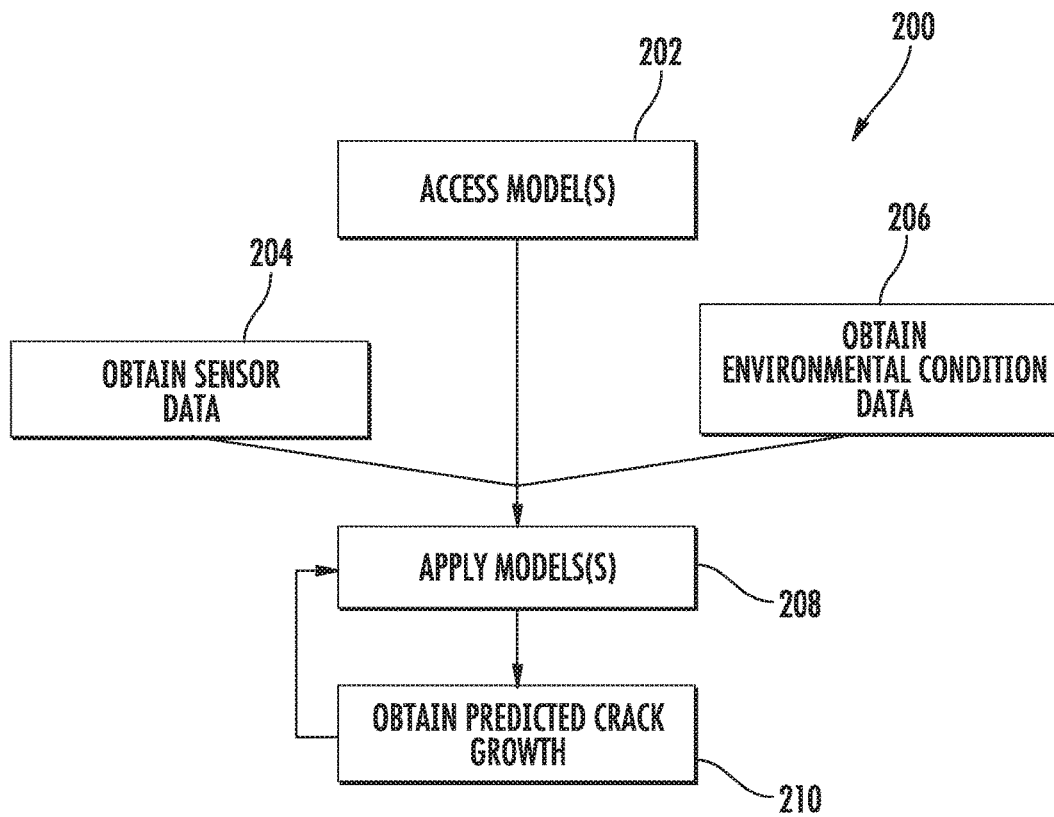 200
202
ACCESS MODEL(S)
204
206
OBTAIN SENSOR
DATA
OBTAIN
ENVIRONMENTAL CONDITION
DATA
APPLY MODELS(S)
208
OBTAIN PREDICTED CRACK
GROWTH
210